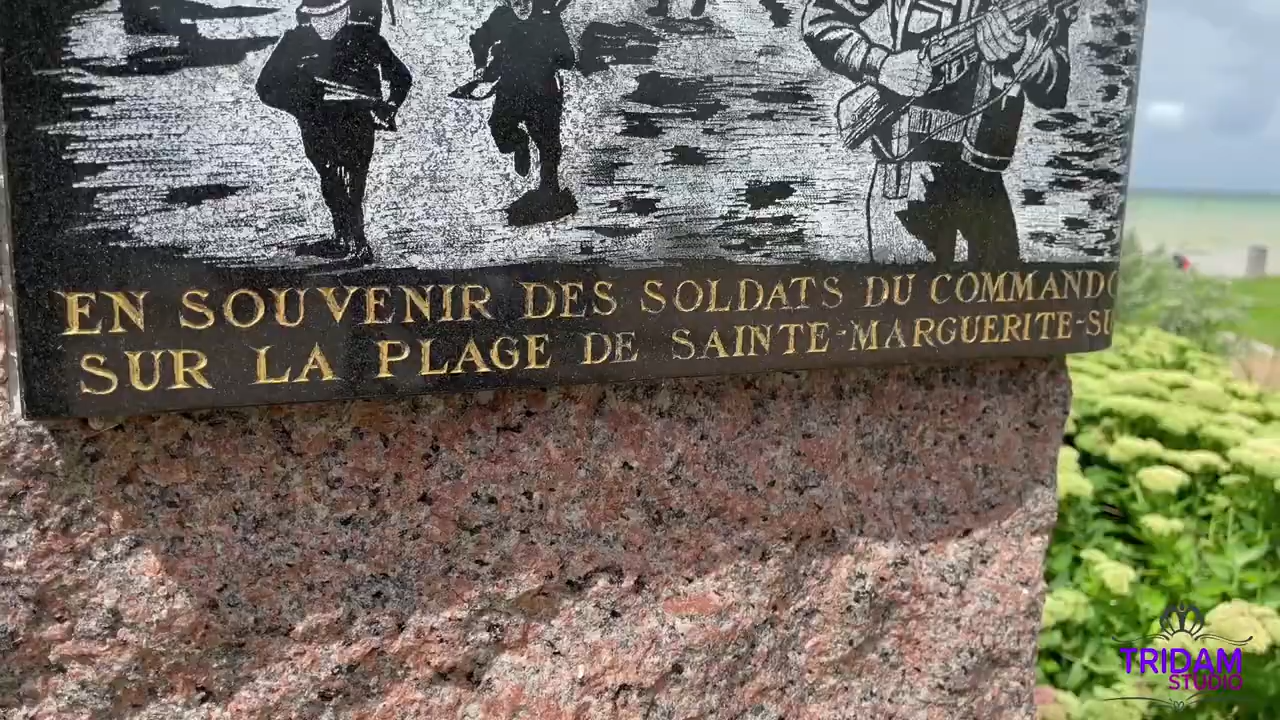 EN SOUVENIR DES SOLDATS DU COMMANDO
SUR LA PLAGE DE SAINTE-MARGUERITE-SU
TRIDAM
STUDIO